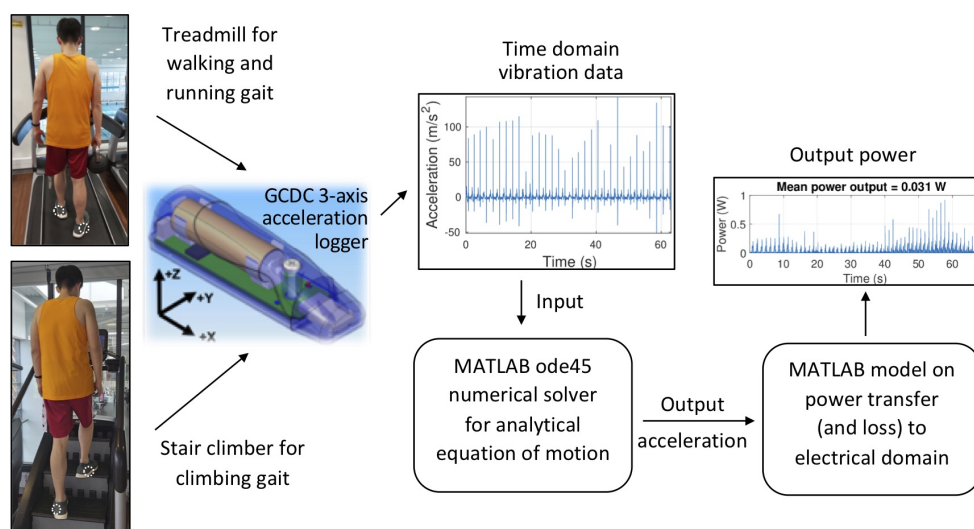 Treadmill for
walking and
running gait
GCDC 3-axis
acceleration
logger
+Z
+Y
+X
Stair climber for
climbing gait
Time domain
vibration data
Acceleration (m/s²)
100
50
0
-50
0
20
40
60
Time (s)
Input
MATLAB ode45
numerical solver
for analytical
equation of motion
Output
acceleration
MATLAB model on
power transfer
(and loss) to
electrical domain
Output power
Mean power output = 0.031 W
Power (W)
1
0.5
0
0
10
20
30
40
50
60
Time (s)